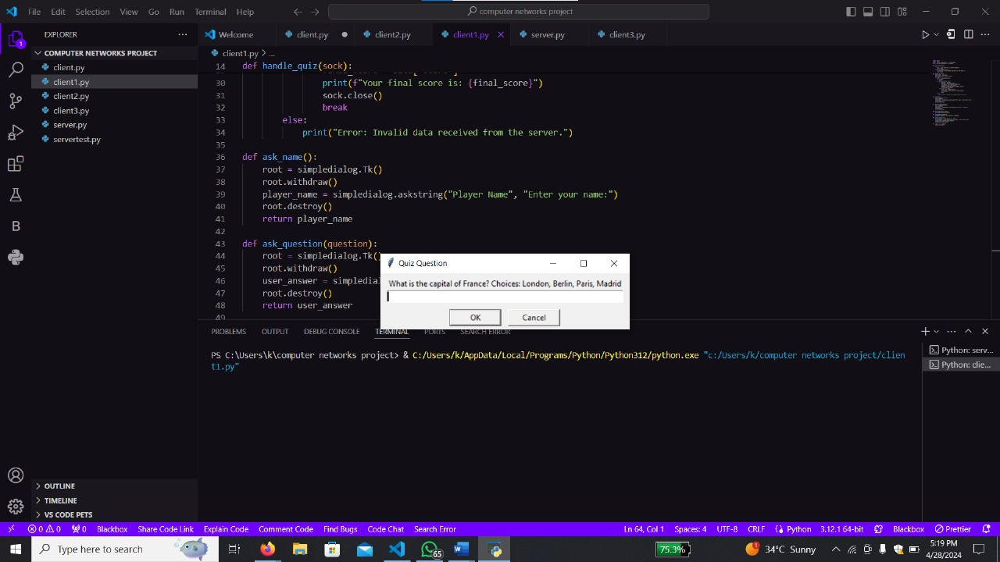 File Edit Selection View Go Run Terminal Help
computer networks project
EXPLORER
Welcome client.py client2.py client1.py server.py client3.py
COMPUTER NETWORKS PROJECT
client.py
client1.py
client2.py
client3.py
server.py
servertest.py
OUTLINE
TIMELINE
VS CODE PETS
1
B
client1.py > ...
14 def handle_quiz(sock):
30 print(f"Your final score is: {final_score}")
31 sock.close()
32 break
33 else:
34 print("Error: Invalid data received from the server.")
35
36 def ask_name():
37 root = simpledialog.Tk()
38 root.withdraw()
39 player_name = simpledialog.askstring("Player Name", "Enter your name:")
40 root.destroy()
41 return player_name
42
43 def ask_question(question):
44 root = simpledialog.Tk()
45 root.withdraw()
46 user_answer = simpledia
47 root.destroy()
48 return user_answer
49
Quiz Question
What is the capital of France? Choices: London, Berlin, Paris, Madrid
OK Cancel
PROBLEMS OUTPUT DEBUG CONSOLE TERMINAL PORTS SEARCH ERROR
PS C:\Users\k\computer networks project> & C:/Users/k/AppData/Local/Programs/Python/Python312/python.exe "c:/Users/k/computer networks project/clien
t1.py"
Python: serv...
Python: clie...
0 0 0 Blackbox Share Code Link Explain Code Comment Code Find Bugs Code Chat Search Error Ln 64, Col 1 Spaces: 4 UTF-8 CRLF Python 3.12.1 64-bit Blackbox Prettier
Type here to search 65 75.3% 34°C Sunny 5:19 PM
4/28/2024